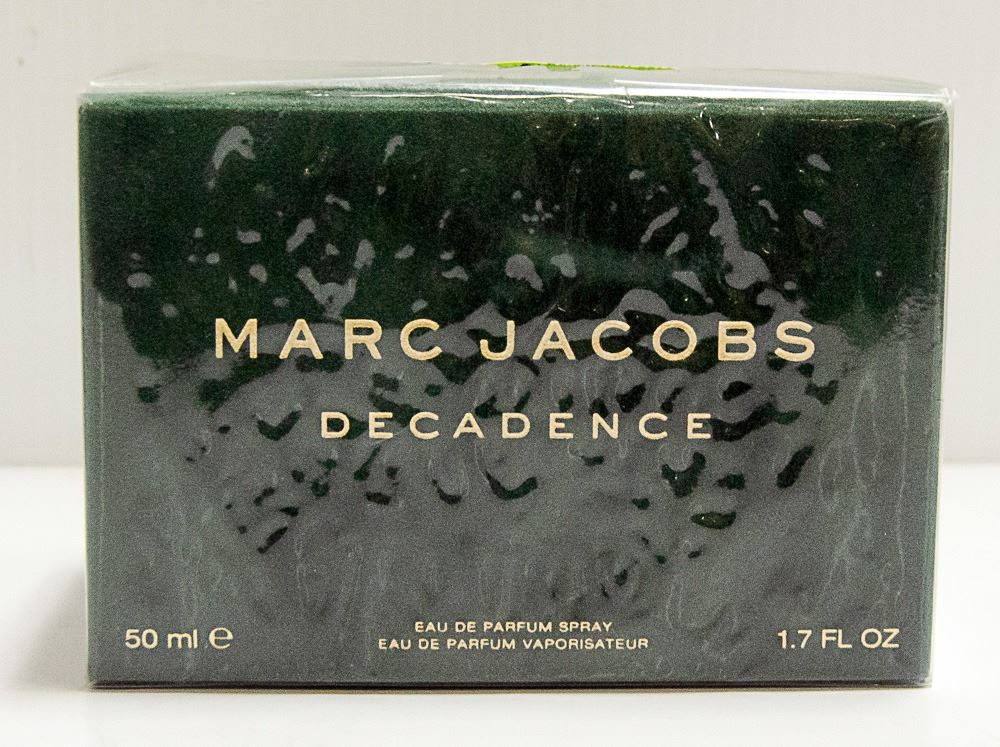 MARC JACOBS
DECADENCE
EAU DE PARFUM SPRAY
50 ml ℮ EAU DE PARFUM VAPORISATEUR 1.7 FL OZ